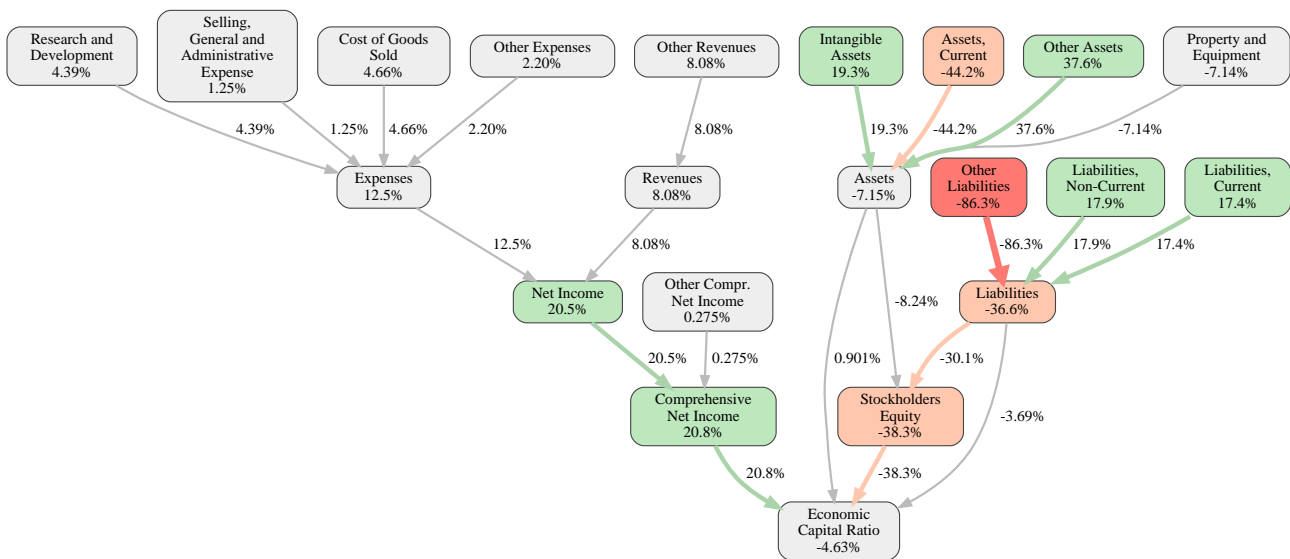 Research and
Development
4.39%
Selling,
General and
Administrative
Expense
1.25%
Cost of Goods
Sold
4.66%
Other Expenses
2.20%
Other Revenues
8.08%
Intangible
Assets
19.3%
Assets,
Current
-44.2%
Other Assets
37.6%
Property and
Equipment
-7.14%
4.39%
1.25%
4.66%
2.20%
8.08%
19.3%
-44.2%
37.6%
-7.14%
Expenses
12.5%
Revenues
8.08%
Assets
-7.15%
Other
Liabilities
-86.3%
Liabilities,
Non-Current
17.9%
Liabilities,
Current
17.4%
12.5%
8.08%
-86.3%
17.9%
17.4%
Net Income
20.5%
Other Compr.
Net Income
0.275%
-8.24%
Liabilities
-36.6%
20.5%
0.275%
0.901%
-30.1%
Comprehensive
Net Income
20.8%
Stockholders
Equity
-38.3%
-3.69%
20.8%
-38.3%
Economic
Capital Ratio
-4.63%